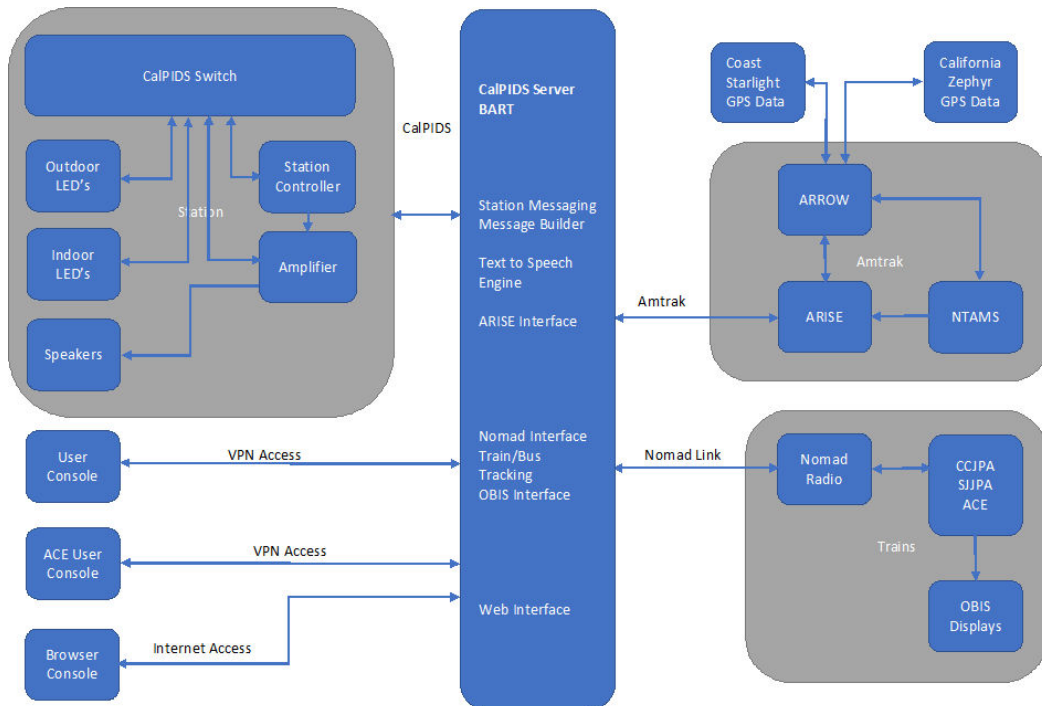 CalPIDS Switch
Outdoor
LED's
Station
Controller
Station
Indoor
LED's
Amplifier
Speakers
CalPIDS
CalPIDS Server
BART
Station Messaging
Message Builder
Text to Speech
Engine
ARISE Interface
Nomad Interface
Train/Bus
Tracking
OBIS Interface
Web Interface
Coast
Starlight
GPS Data
California
Zephyr
GPS Data
ARROW
Amtrak
ARISE
NTAMS
Amtrak
User
Console
VPN Access
ACE User
Console
VPN Access
Browser
Console
Internet Access
Nomad Link
Nomad
Radio
CCJPA
SJJPA
ACE
Trains
OBIS
Displays